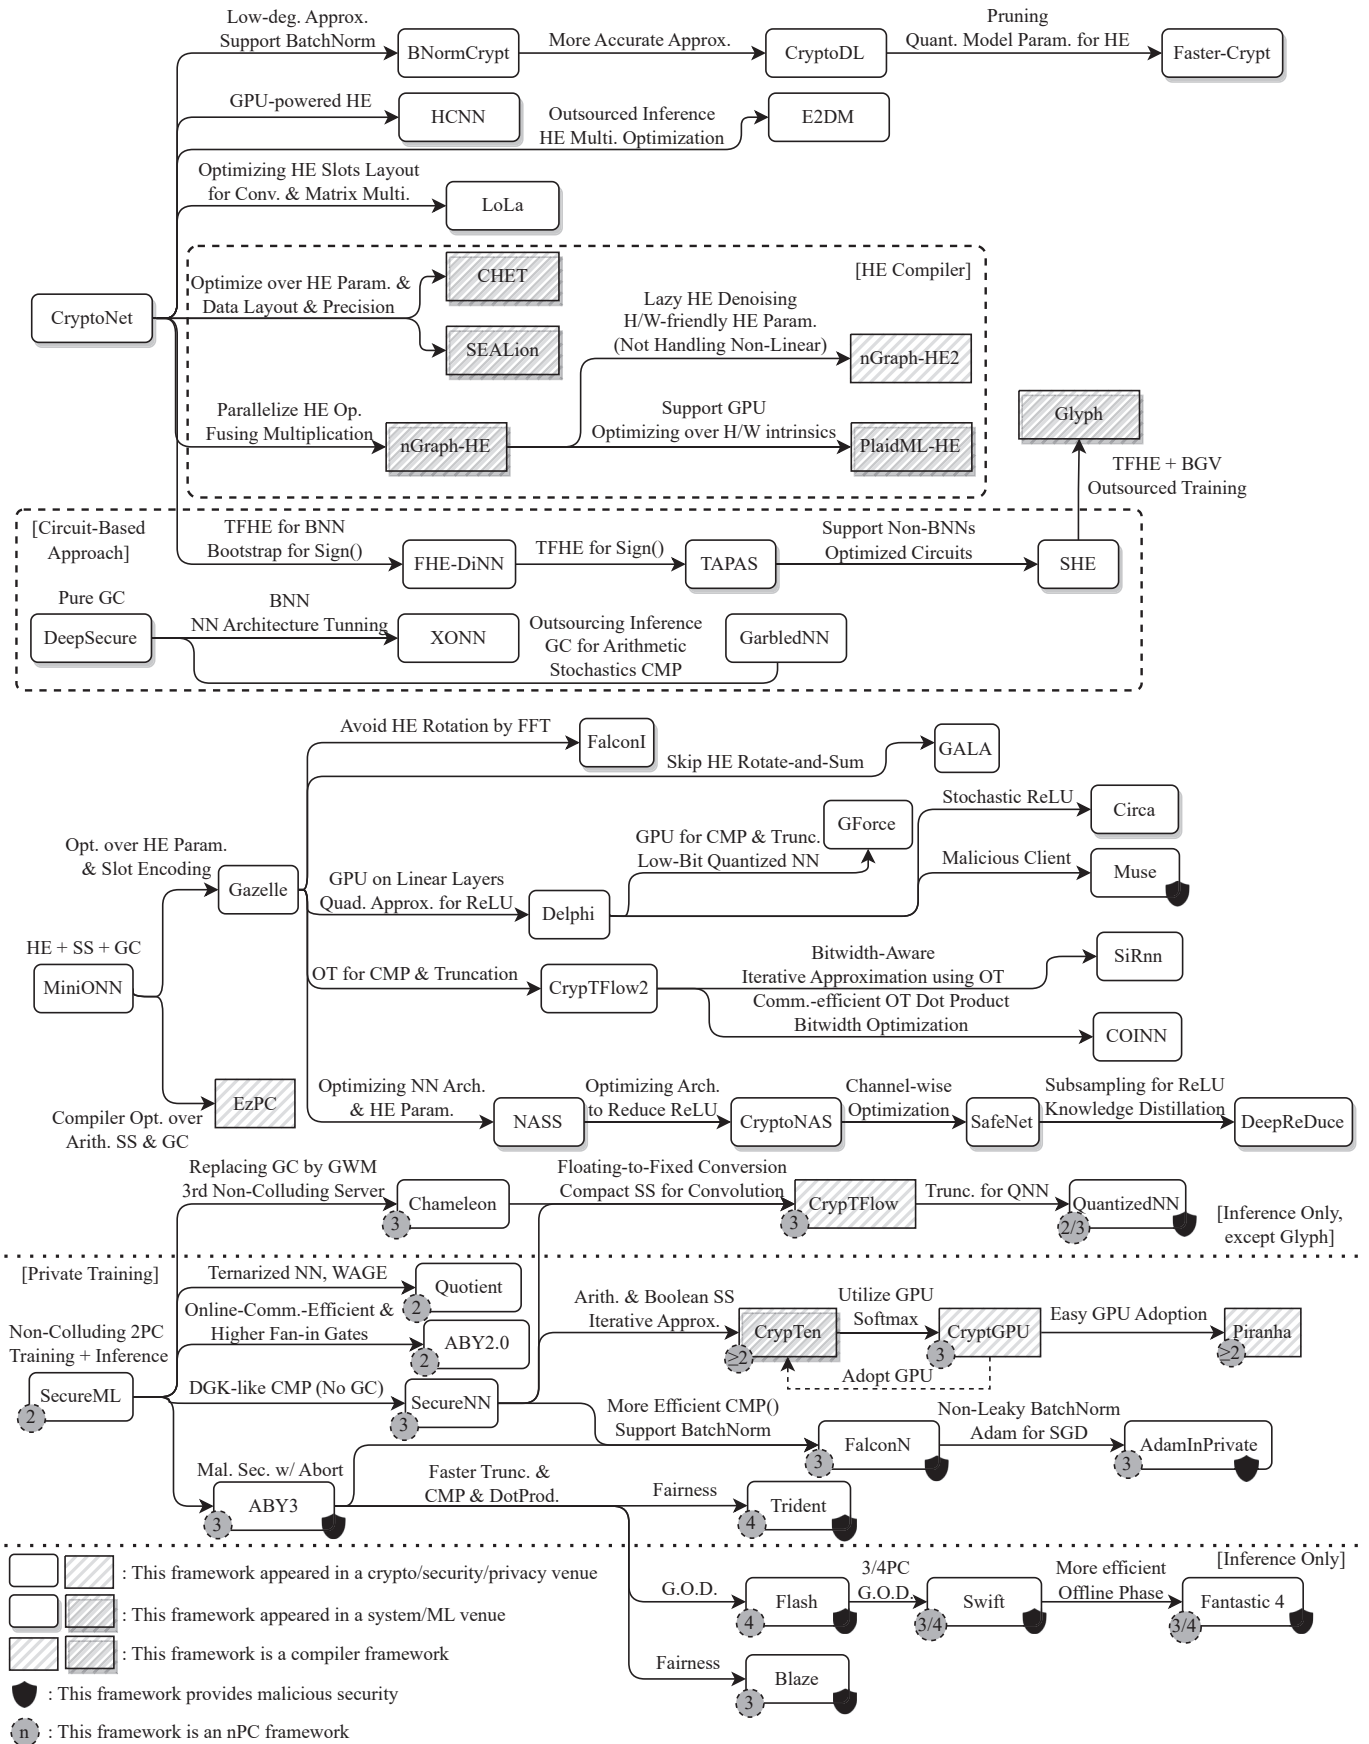 Low-deg. Approx.
Support BatchNorm
BNormCrypt
More Accurate Approx.
CryptoDL
Pruning
Quant. Model Param. for HE
Faster-Crypt
GPU-powered HE
HCNN
Outsourced Inference
HE Multi. Optimization
E2DM
Optimizing HE Slots Layout
for Conv. & Matrix Multi.
LoLa
CryptoNet
[HE Compiler]
Optimize over HE Param. &
Data Layout & Precision
CHET
SEALion
Lazy HE Denoising
H/W-friendly HE Param.
(Not Handling Non-Linear)
nGraph-HE2
Parallelize HE Op.
Fusing Multiplication
nGraph-HE
Support GPU
Optimizing over H/W intrinsics
PlaidML-HE
Glyph
TFHE + BGV
Outsourced Training
[Circuit-Based
Approach]
TFHE for BNN
Bootstrap for Sign()
FHE-DiNN
TFHE for Sign()
TAPAS
Support Non-BNNs
Optimized Circuits
SHE
Pure GC
DeepSecure
BNN
NN Architecture Tunning
XONN
Outsourcing Inference
GC for Arithmetic
Stochastics CMP
GarbledNN
Avoid HE Rotation by FFT
FalconI
Skip HE Rotate-and-Sum
GALA
Opt. over HE Param.
& Slot Encoding
Gazelle
GPU on Linear Layers
Quad. Approx. for ReLU
Delphi
GPU for CMP & Trunc.
Low-Bit Quantized NN
GForce
Stochastic ReLU
Circa
Malicious Client
Muse
HE + SS + GC
MiniONN
OT for CMP & Truncation
CrypTFlow2
Bitwidth-Aware
Iterative Approximation using OT
SiRnn
Comm.-efficient OT Dot Product
Bitwidth Optimization
COINN
EzPC
Compiler Opt. over
Arith. SS & GC
Optimizing NN Arch.
& HE Param.
NASS
Optimizing Arch.
to Reduce ReLU
CryptoNAS
Channel-wise
Optimization
SafeNet
Subsampling for ReLU
Knowledge Distillation
DeepReDuce
Replacing GC by GWM
3rd Non-Colluding Server
Chameleon
3
Floating-to-Fixed Conversion
Compact SS for Convolution
CrypTFlow
3
Trunc. for QNN
QuantizedNN
2/3
[Inference Only,
except Glyph]
[Private Training]
Ternarized NN, WAGE
Quotient
2
Online-Comm.-Efficient &
Higher Fan-in Gates
ABY2.0
2
Non-Colluding 2PC
Training + Inference
SecureML
2
DGK-like CMP (No GC)
SecureNN
3
Arith. & Boolean SS
Iterative Approx.
CrypTen
≥2
Utilize GPU
Softmax
CryptGPU
3
Adopt GPU
Easy GPU Adoption
Piranha
≥2
More Efficient CMP()
Support BatchNorm
FalconN
3
Non-Leaky BatchNorm
Adam for SGD
AdamInPrivate
3
Mal. Sec. w/ Abort
ABY3
3
Faster Trunc. &
CMP & DotProd.
Fairness
Trident
4
[Inference Only]
G.O.D.
Flash
4
3/4PC
G.O.D.
Swift
3/4
More efficient
Offline Phase
Fantastic 4
3/4
Fairness
Blaze
3
: This framework appeared in a crypto/security/privacy venue
: This framework appeared in a system/ML venue
: This framework is a compiler framework
: This framework provides malicious security
n : This framework is an nPC framework